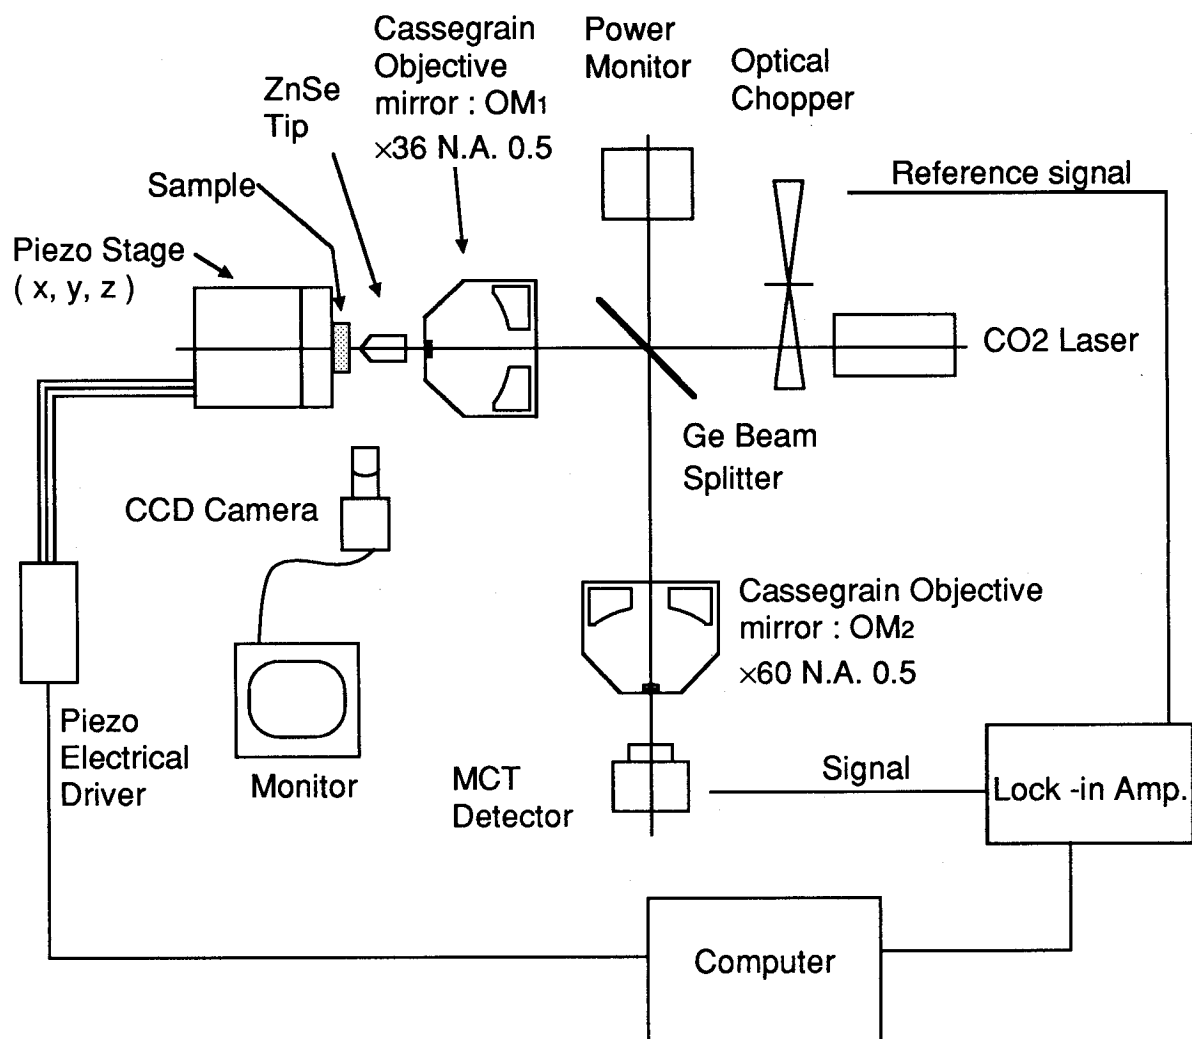 Cassegrain
Objective
mirror : OM1
×36 N.A. 0.5
Power
Monitor
Optical
Chopper
ZnSe
Tip
Reference signal
Sample
Piezo Stage
( x, y, z )
CO2 Laser
Ge Beam
Splitter
CCD Camera
Cassegrain Objective
mirror : OM2
×60 N.A. 0.5
Piezo
Electrical
Driver
Monitor
MCT
Detector
Signal
Lock -in Amp.
Computer